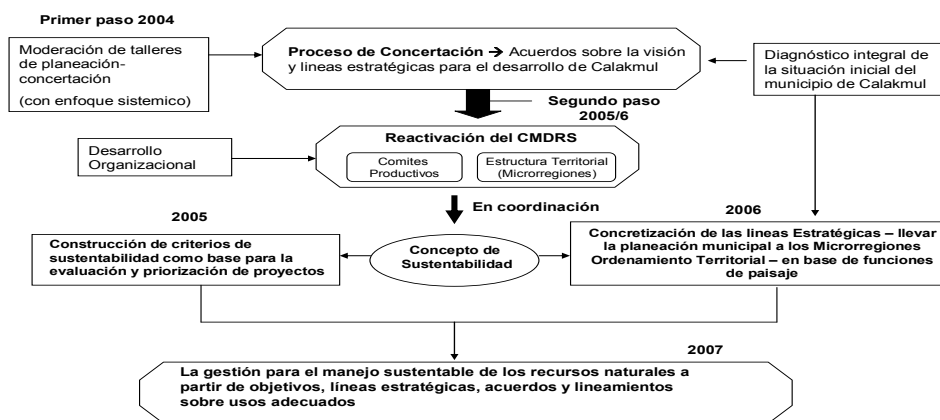 Primer paso 2004
Moderación de talleres
de planeación-
concertación
(con enfoque sistemico)
Proceso de Concertación → Acuerdos sobre la visión
y lineas estratégicas para el desarrollo de Calakmul
Diagnóstico integral de
la situación inicial del
municipio de Calakmul
Segundo paso
2005/6
Desarrollo
Organizacional
Reactivación del CMDRS
Comites
Productivos
Estructura Territorial
(Microrregiones)
En coordinación
2005
Construcción de criterios de
sustentabilidad como base para la
evaluación y priorización de proyectos
Concepto de
Sustentabilidad
2006
Concretización de las lineas Estratégicas – llevar
la planeación municipal a los Microrregiones
Ordenamiento Territorial – en base de funciones
de paisaje
2007
La gestión para el manejo sustentable de los recursos naturales a
partir de objetivos, líneas estratégicas, acuerdos y lineamientos
sobre usos adecuados